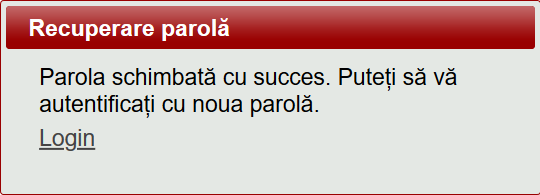 Recuperare parolă
Parola schimbată cu succes. Puteți să vă
autentificați cu noua parolă.
Login